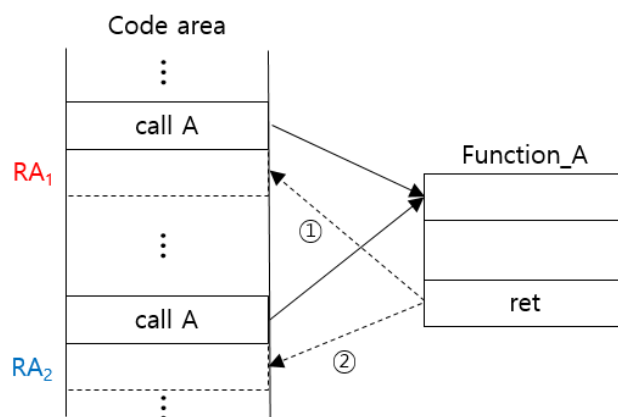 Code area
⋮
call A
Function_A
RA₁
①
⋮
ret
call A
②
RA₂
⋮